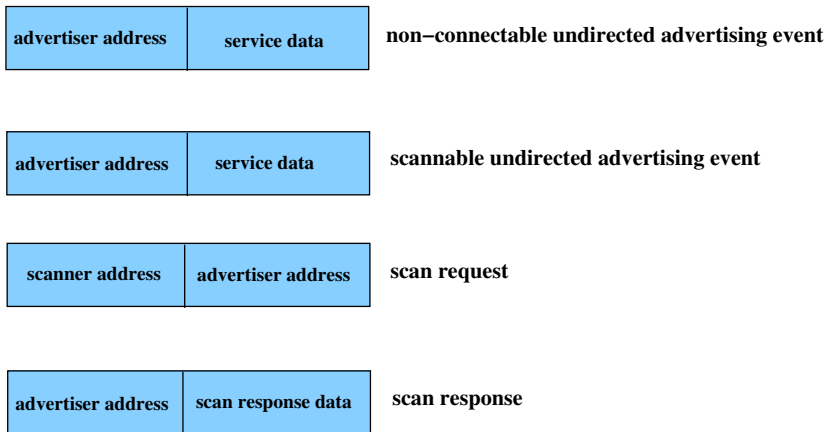 advertiser address service data non−connectable undirected advertising event
advertiser address service data scannable undirected advertising event
scanner address advertiser address scan request
advertiser address scan response data scan response